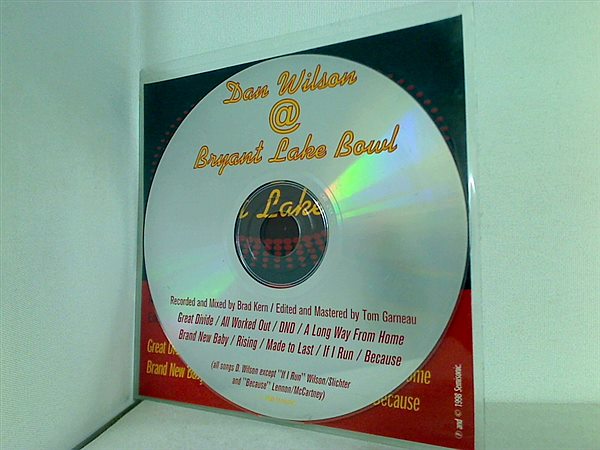 Dan Wilson
@
Bryant Lake Bowl
t Lake
Recorded and Mixed by Brad Kern / Edited and Mastered by Tom Garneau
Great Divide / All Worked Out / DND / A Long Way From Home
Brand New Baby / Rising / Made to Last / If I Run / Because
(all songs D. Wilson except "If I Run" Wilson/Slichter
and "Because" Lennon/McCartney)
Great Di
Home
Brand New Baby
Because
℗ and © 1998 Semisonic.